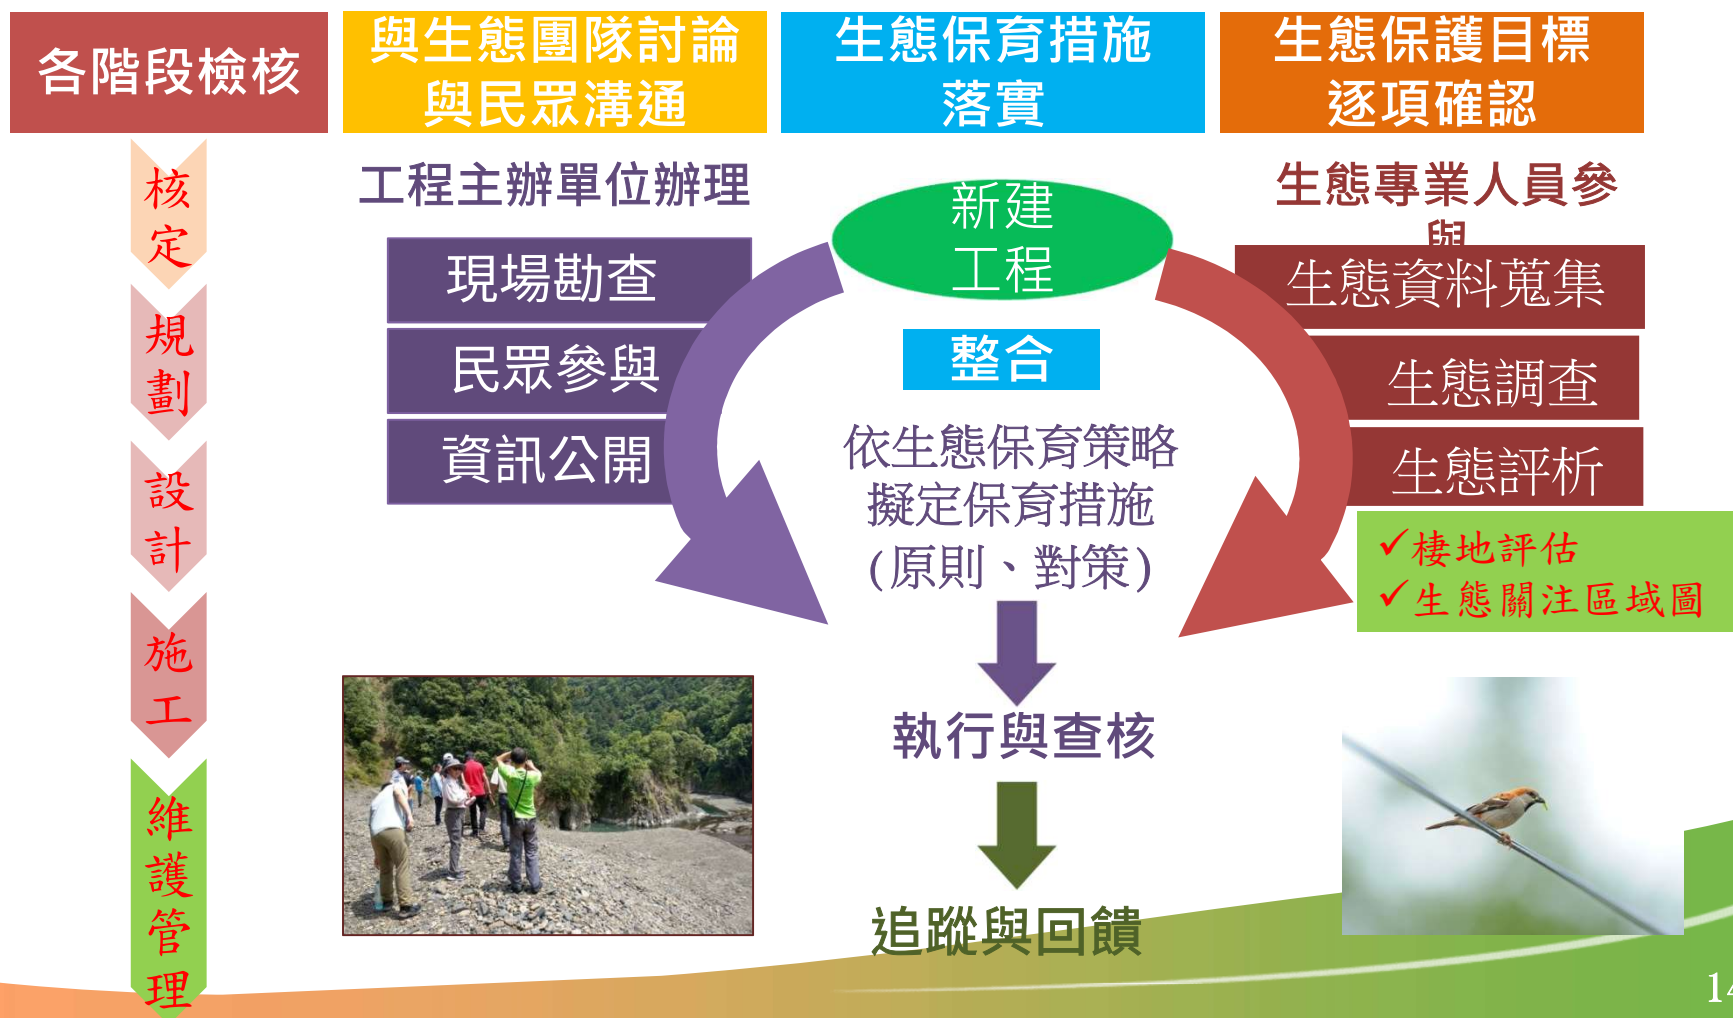 各階段檢核
與生態團隊討論
與民眾溝通
生態保育措施
落實
生態保護目標
逐項確認
核
定
規
劃
設
計
施
工
維
護
管
理
工程主辦單位辦理
現場勘查
民眾參與
資訊公開
新建
工程
整合
依生態保育策略
擬定保育措施
(原則、對策)
執行與查核
追蹤與回饋
生態專業人員參
與
生態資料蒐集
生態調查
生態評析
✓棲地評估
✓生態關注區域圖
14